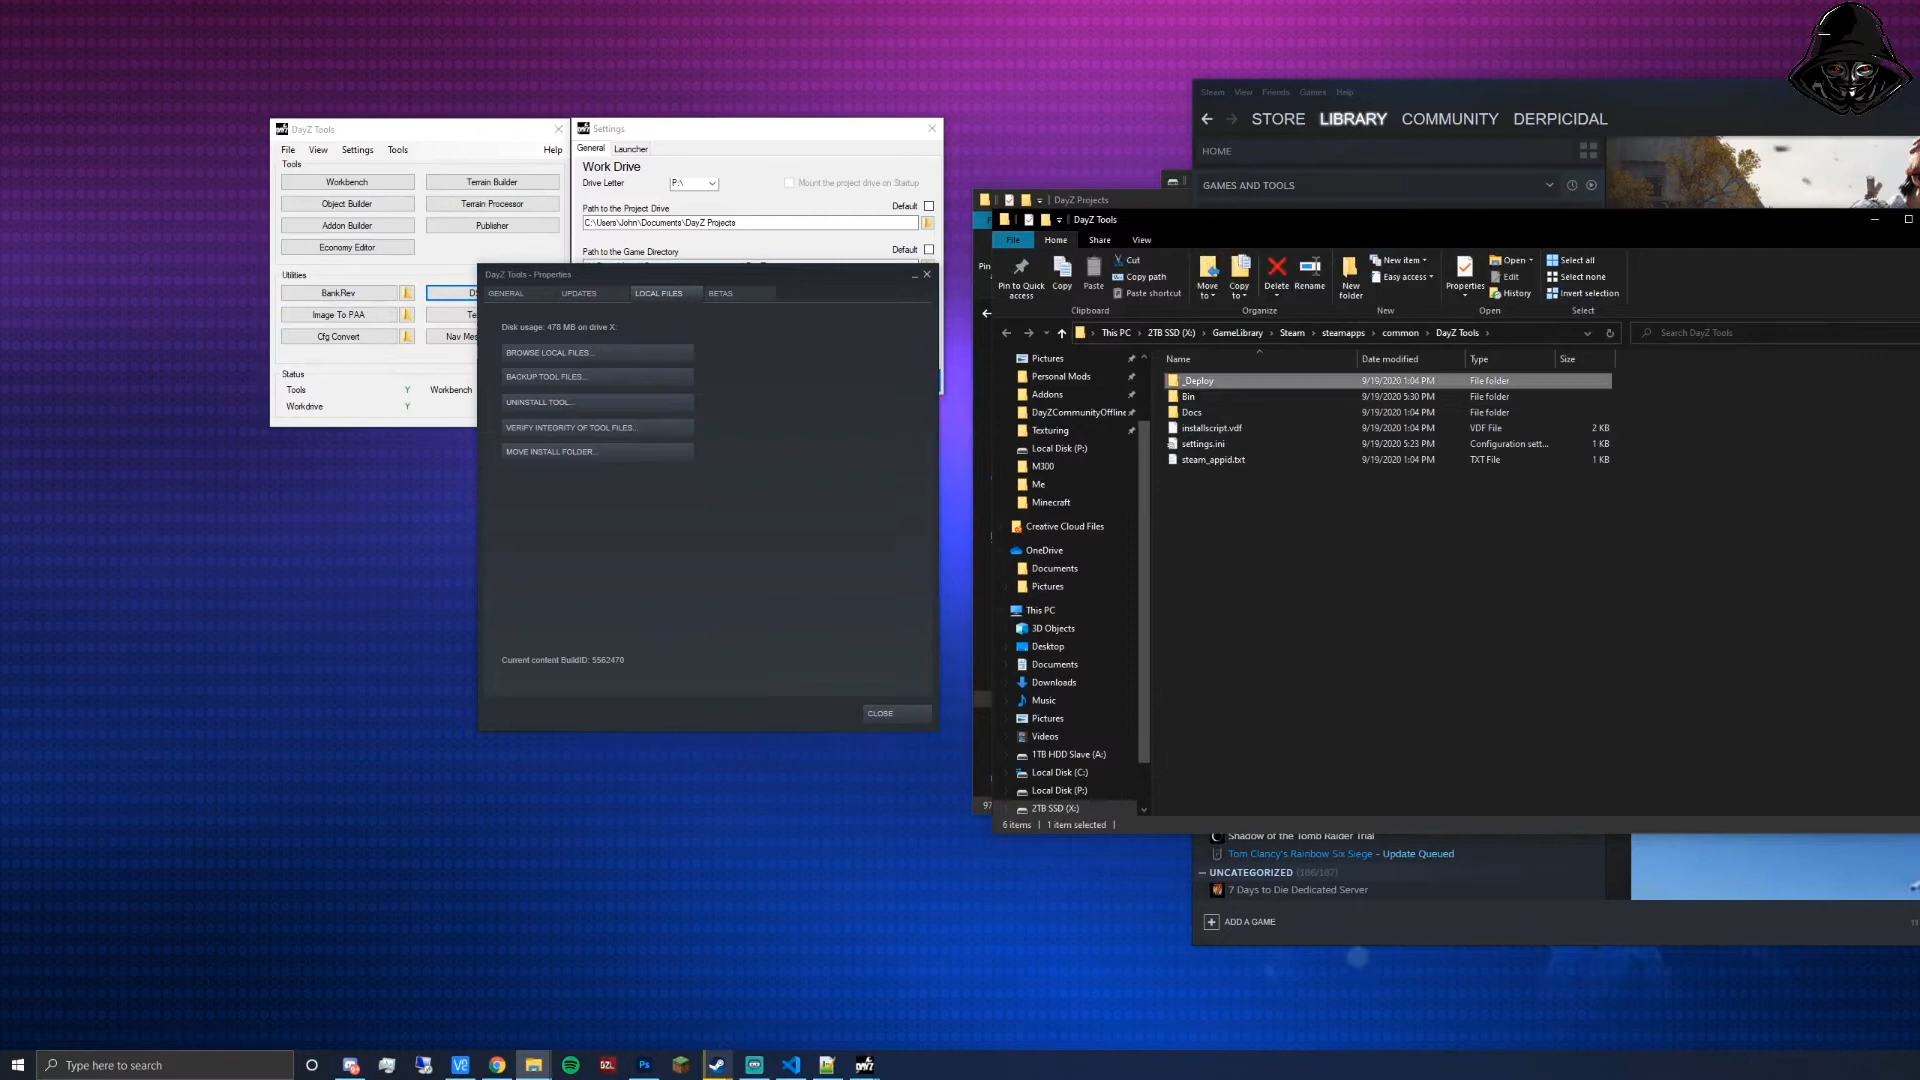 DayZ Tools
File View Settings Tools Help
Tools
Workbench Terrain Builder
Object Builder Terrain Processor
Addon Builder Publisher
Economy Editor
Utilities
BankRev
Image To PAA
Cfg Convert Nav Mes
Status
Tools Y Workbench
Workdrive Y
Settings
General Launcher
Work Drive
Drive Letter P:\ Mount the project drive on Startup
Path to the Project Drive Default
C:\Users\John\Documents\DayZ Projects
Path to the Game Directory Default
DayZ Tools - Properties
GENERAL UPDATES LOCAL FILES BETAS
Disk usage: 478 MB on drive X:
BROWSE LOCAL FILES...
BACKUP TOOL FILES...
UNINSTALL TOOL...
VERIFY INTEGRITY OF TOOL FILES...
MOVE INSTALL FOLDER...
Current content BuildID: 5562470
CLOSE
Steam View Friends Games Help
STORE LIBRARY COMMUNITY DERPICIDAL
HOME
GAMES AND TOOLS
DayZ Projects
DayZ Tools
File Home Share View
Pin to Quick access
Copy
Paste
Cut
Copy path
Paste shortcut
Clipboard
Move to
Copy to
Delete
Rename
Organize
New folder
New item
Easy access
New
Properties
Open
Edit
History
Open
Select all
Select none
Invert selection
Select
This PC 2TB SSD (X:) GameLibrary Steam steamapps common DayZ Tools
Search DayZ Tools
Name Date modified Type Size
_Deploy 9/19/2020 1:04 PM File folder
Bin 9/19/2020 5:30 PM File folder
Docs 9/19/2020 1:04 PM File folder
installscript.vdf 9/19/2020 1:04 PM VDF File 2 KB
settings.ini 9/19/2020 5:23 PM Configuration sett... 1 KB
steam_appid.txt 9/19/2020 1:04 PM TXT File 1 KB
Pictures
Personal Mods
Addons
DayZCommunityOffline
Texturing
Local Disk (P:)
M300
Me
Minecraft
Creative Cloud Files
OneDrive
Documents
Pictures
This PC
3D Objects
Desktop
Documents
Downloads
Music
Pictures
Videos
1TB HDD Slave (A:)
Local Disk (C:)
Local Disk (P:)
2TB SSD (X:)
6 items 1 item selected
Pin
97
Shadow of the Tomb Raider Trial
Tom Clancy's Rainbow Six Siege - Update Queued
UNCATEGORIZED (186/187)
7 Days to Die Dedicated Server
ADD A GAME
Type here to search